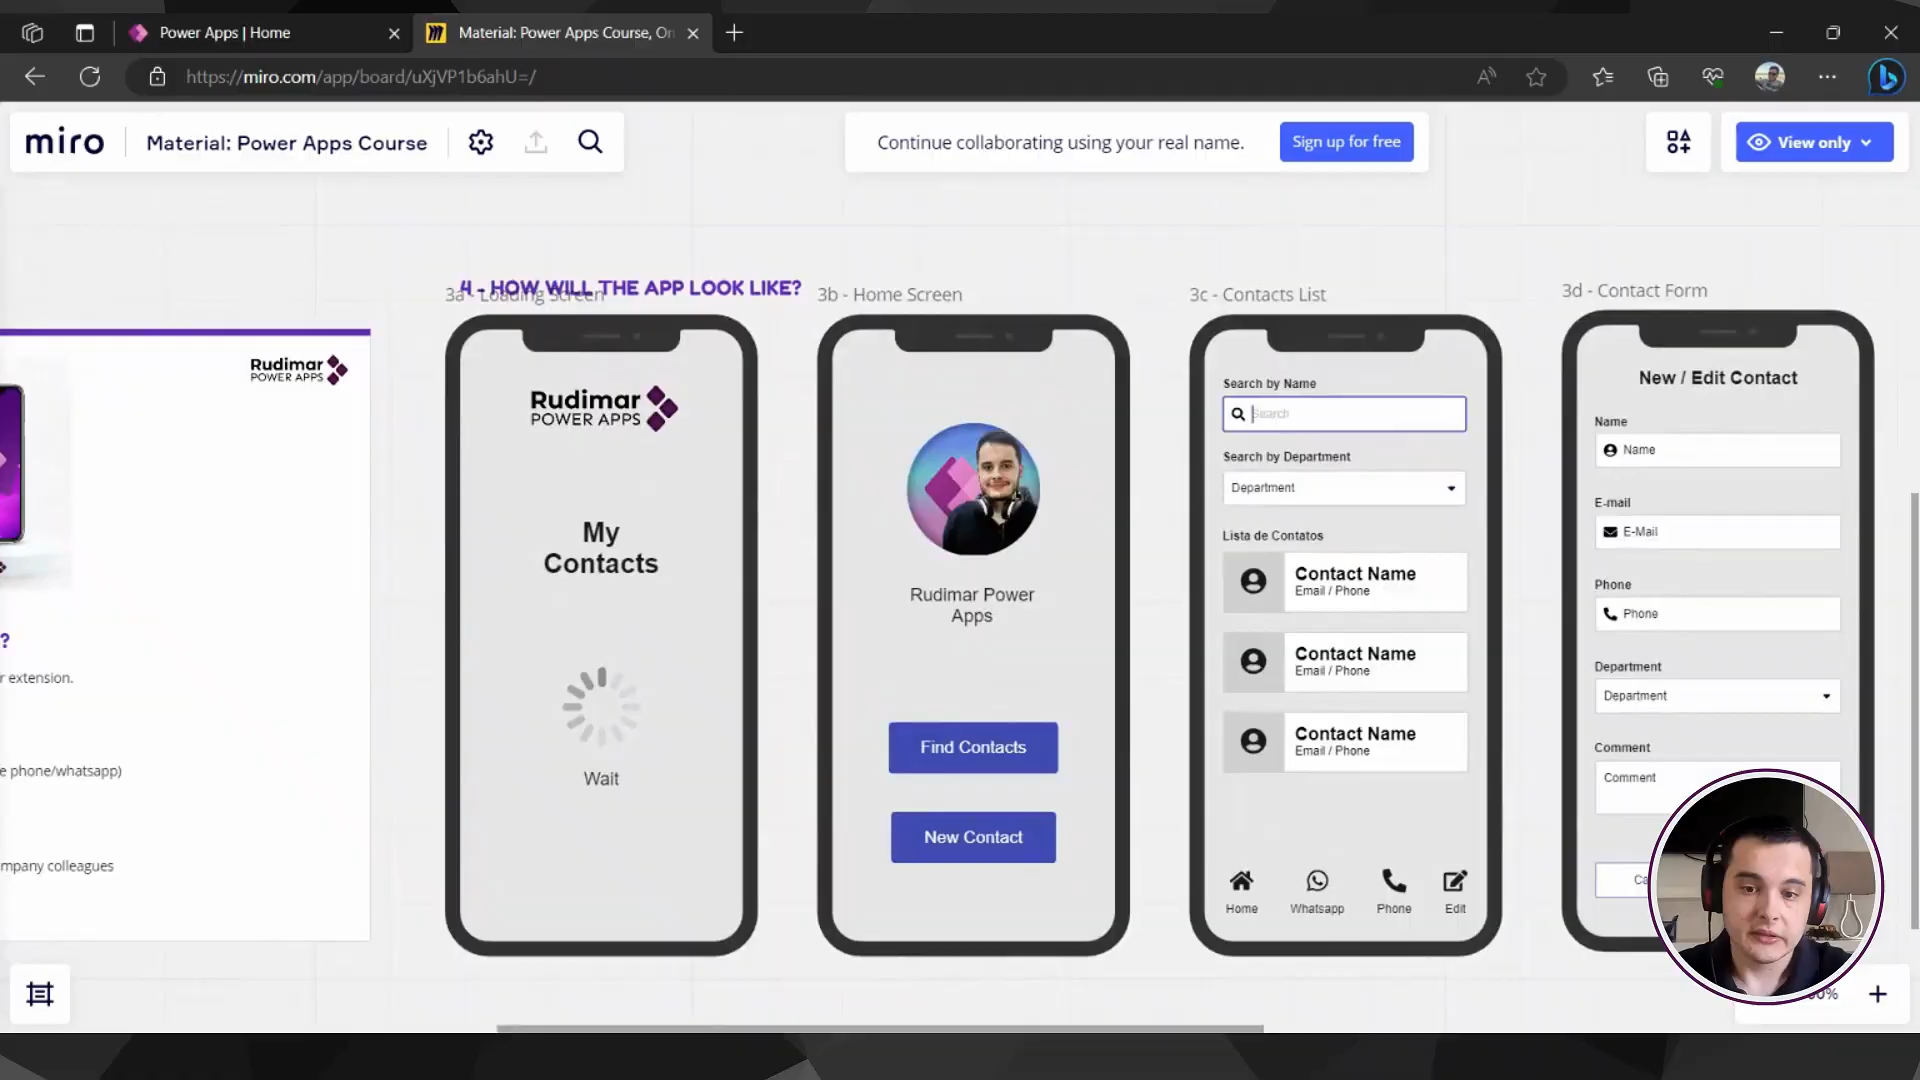 Power Apps | Home
Material: Power Apps Course, On
https://miro.com/app/board/uXjVP1b6ahU=/
miro
Material: Power Apps Course
Continue collaborating using your real name.
Sign up for free
View only
4 - HOW WILL THE APP LOOK LIKE?
3a - Loading Screen
3b - Home Screen
3c - Contacts List
3d - Contact Form
Rudimar
POWER APPS
?
r extension.
e phone/whatsapp)
mpany colleagues
Rudimar
POWER APPS
My
Contacts
Wait
Rudimar Power
Apps
Find Contacts
New Contact
Search by Name
Search
Search by Department
Department
Lista de Contatos
Contact Name
Email / Phone
Contact Name
Email / Phone
Contact Name
Email / Phone
Home
Whatsapp
Phone
Edit
New / Edit Contact
Name
Name
E-mail
E-Mail
Phone
Phone
Department
Department
Comment
Comment
Ca